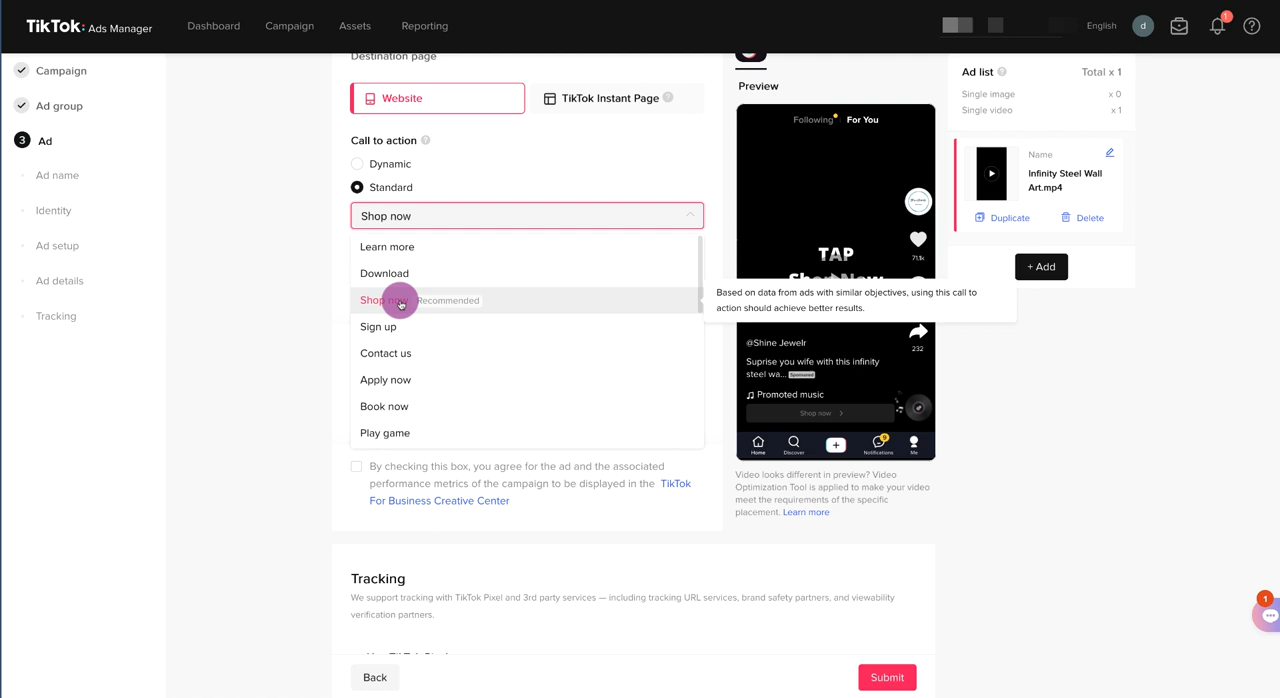 TikTok: Ads Manager
Dashboard
Campaign
Assets
Reporting
English
d
1
Campaign
Ad group
3 Ad
Ad name
Identity
Ad setup
Ad details
Tracking
Destination page
Website
TikTok Instant Page
Call to action
Dynamic
Standard
Shop now
Learn more
Download
Shop now Recommended
Sign up
Contact us
Apply now
Book now
Play game
Based on data from ads with similar objectives, using this call to
action should achieve better results.
By checking this box, you agree for the ad and the associated
performance metrics of the campaign to be displayed in the TikTok
For Business Creative Center
Preview
Following For You
TAP
71.1k
232
@Shine Jewelr
Suprise you wife with this infinity
steel wa... Sponsored
Promoted music
Shop now
Home
Discover
9
Notifications
Me
Video looks different in preview? Video
Optimization Tool is applied to make your video
meet the requirements of the specific
placement. Learn more
Ad list
Total x 1
Single image x 0
Single video x 1
Name
Infinity Steel Wall
Art.mp4
Duplicate
Delete
+ Add
Tracking
We support tracking with TikTok Pixel and 3rd party services — including tracking URL services, brand safety partners, and viewability
verification partners.
Back
Submit
1